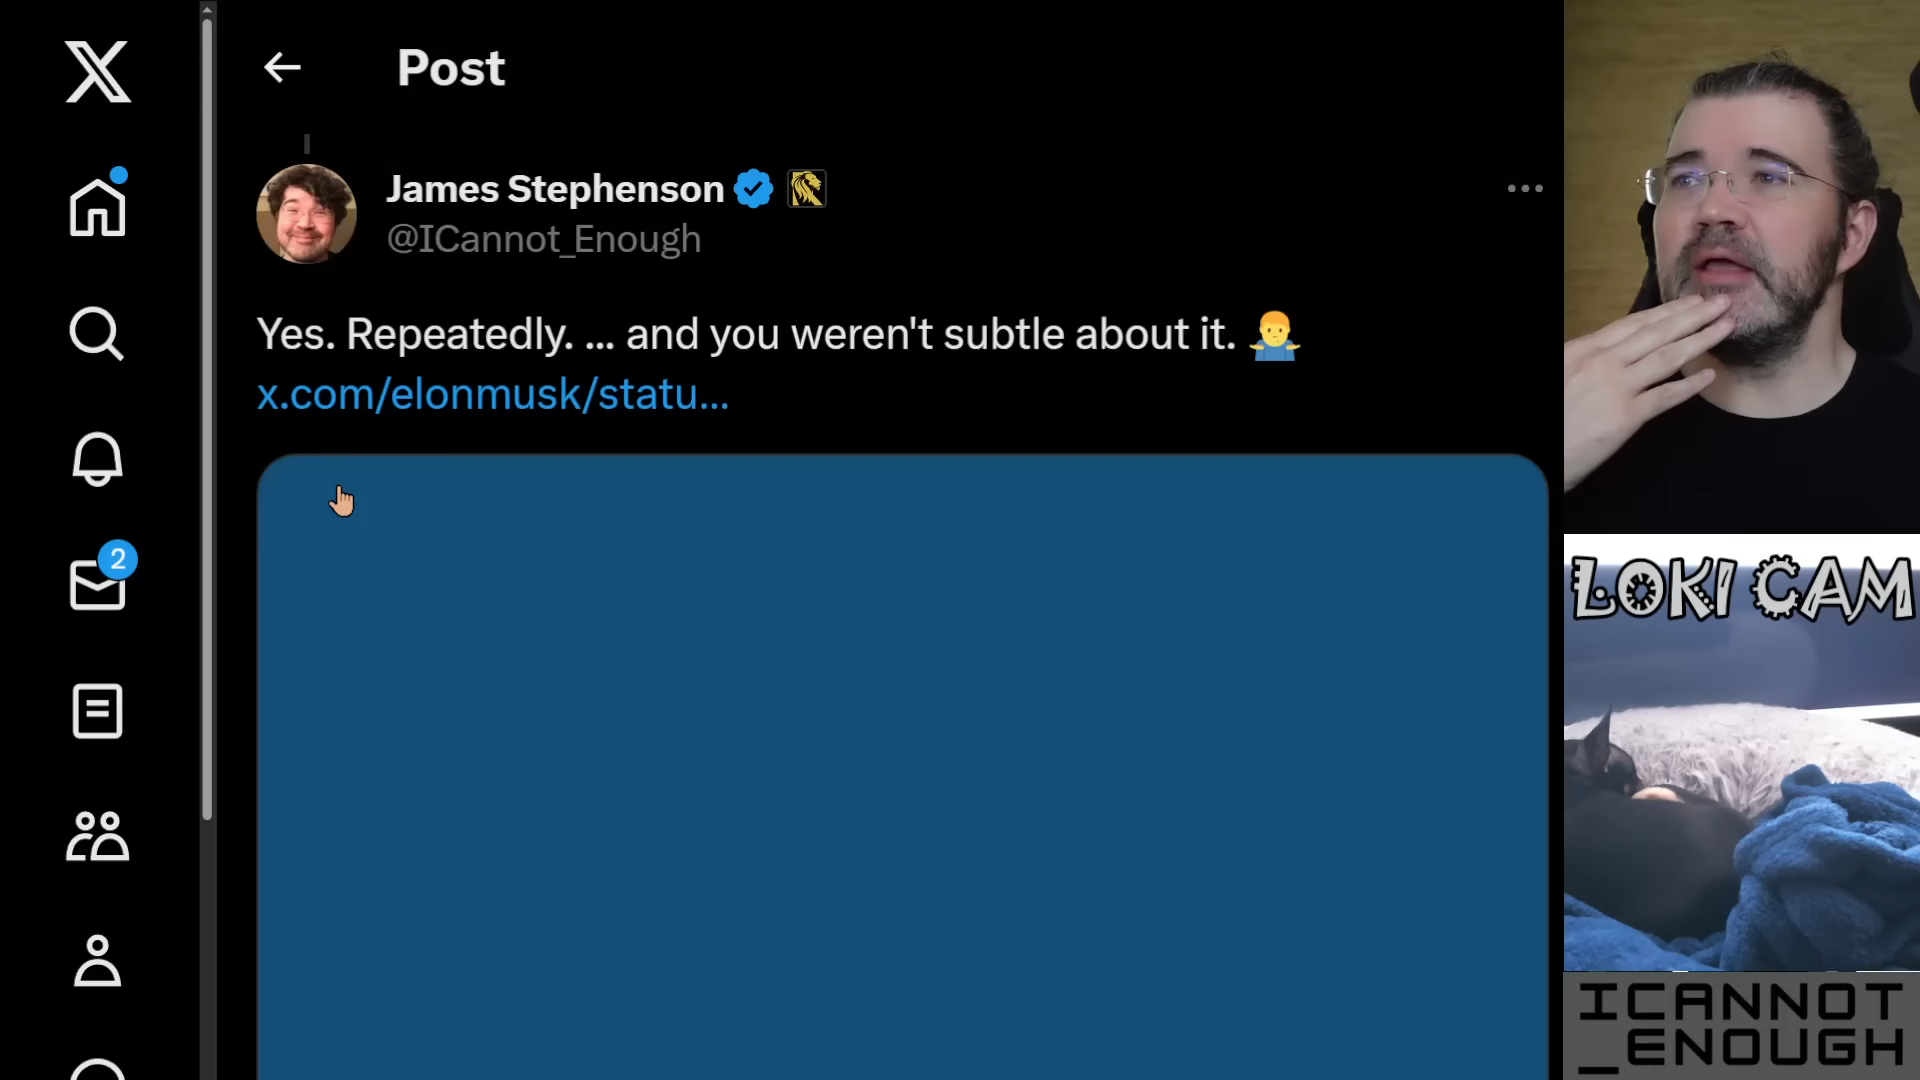 Post
James Stephenson
@ICannot_Enough
Yes. Repeatedly. ... and you weren't subtle about it. 🤷‍♂️
x.com/elonmusk/statu...
2
LOKI CAM
ICANNOT
_ENOUGH